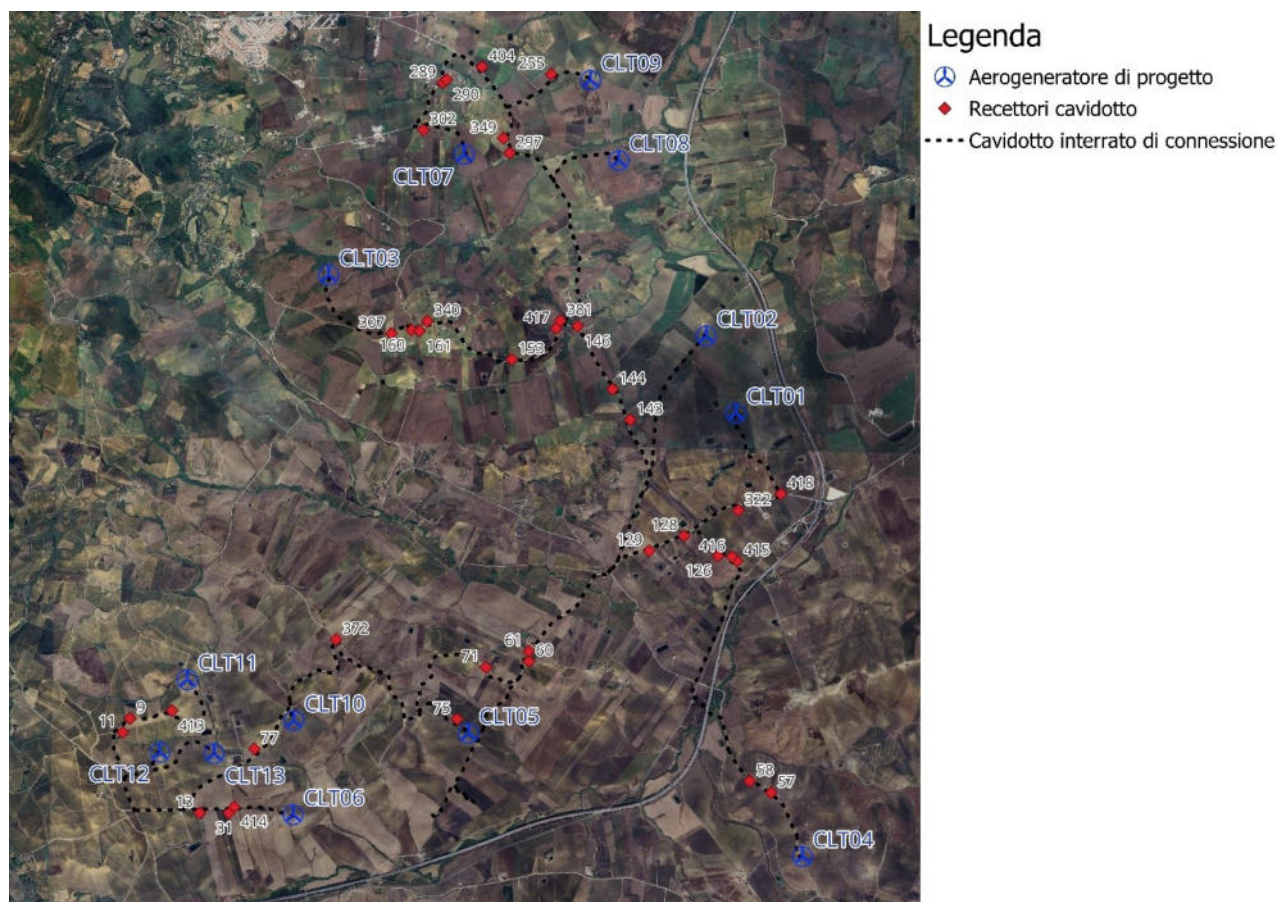 Legenda
Aerogeneratore di progetto
Recettori cavidotto
Cavidotto interrato di connessione
404
255
CLT09
289
290
302
349
297
CLT08
CLT07
CLT03
340
417
381
CLT02
307
160
161
153
146
144
CLT01
143
418
322
128
129
416
415
126
372
61
60
71
CLT11
CLT10
75
CLT05
9
11
413
77
CLT12
CLT13
58
57
13
31
414
CLT06
CLT04